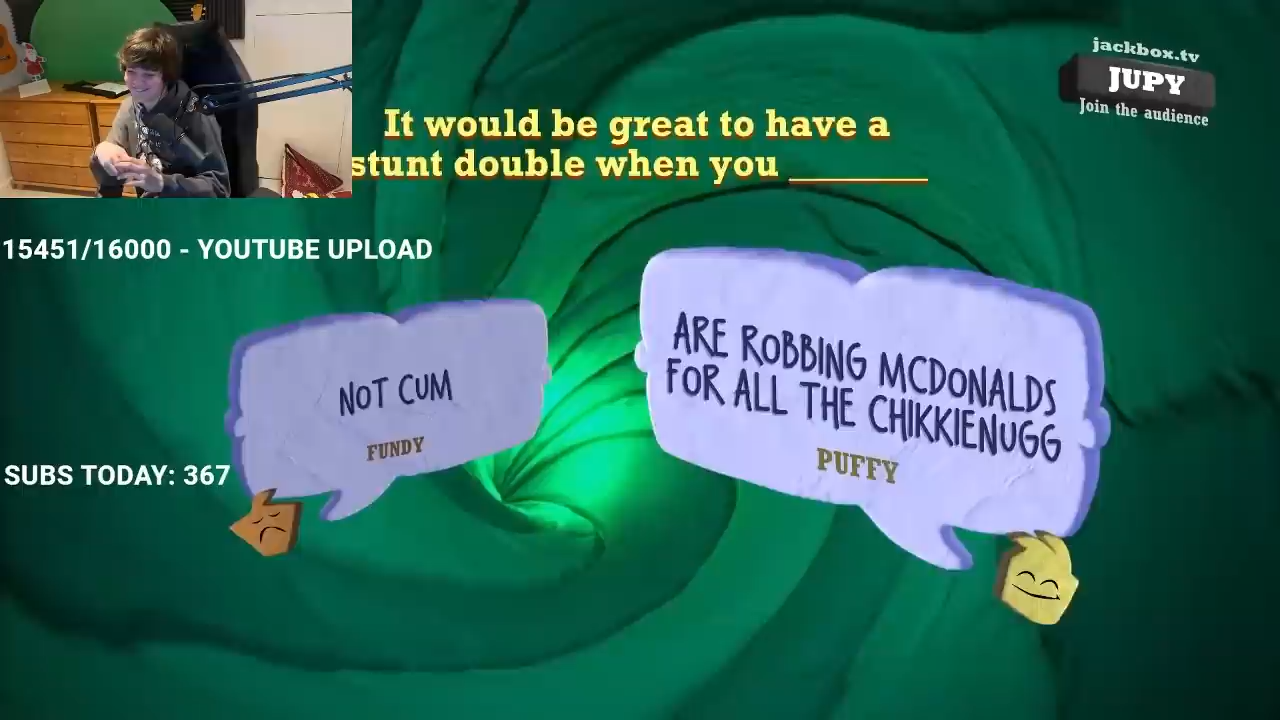 jackbox.tv
JUPY
Join the audience
It would be great to have a
stunt double when you ________
15451/16000 - YOUTUBE UPLOAD
NOT CUM
FUNDY
ARE ROBBING MCDONALDS
FOR ALL THE CHIKKIENUGG
PUFFY
SUBS TODAY: 367